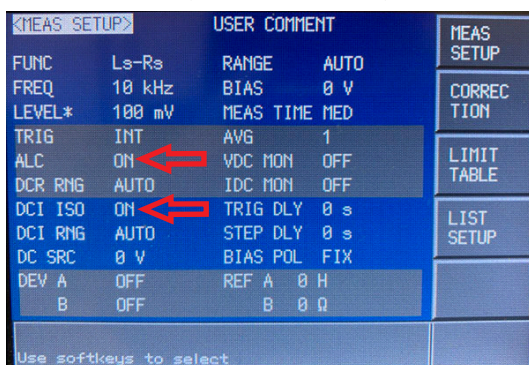 <MEAS SETUP> USER COMMENT
FUNC Ls-Rs RANGE AUTO
FREQ 10 kHz BIAS 0 V
LEVEL* 100 mV MEAS TIME MED
TRIG INT AVG 1
ALC ON VDC MON OFF
DCR RNG AUTO IDC MON OFF
DCI ISO ON TRIG DLY 0 s
DCI RNG AUTO STEP DLY 0 s
DC SRC 0 V BIAS POL FIX
DEV A OFF REF A 0 H
B OFF B 0 Ω
Use softkeys to select
MEAS
SETUP
CORREC
TION
LIMIT
TABLE
LIST
SETUP